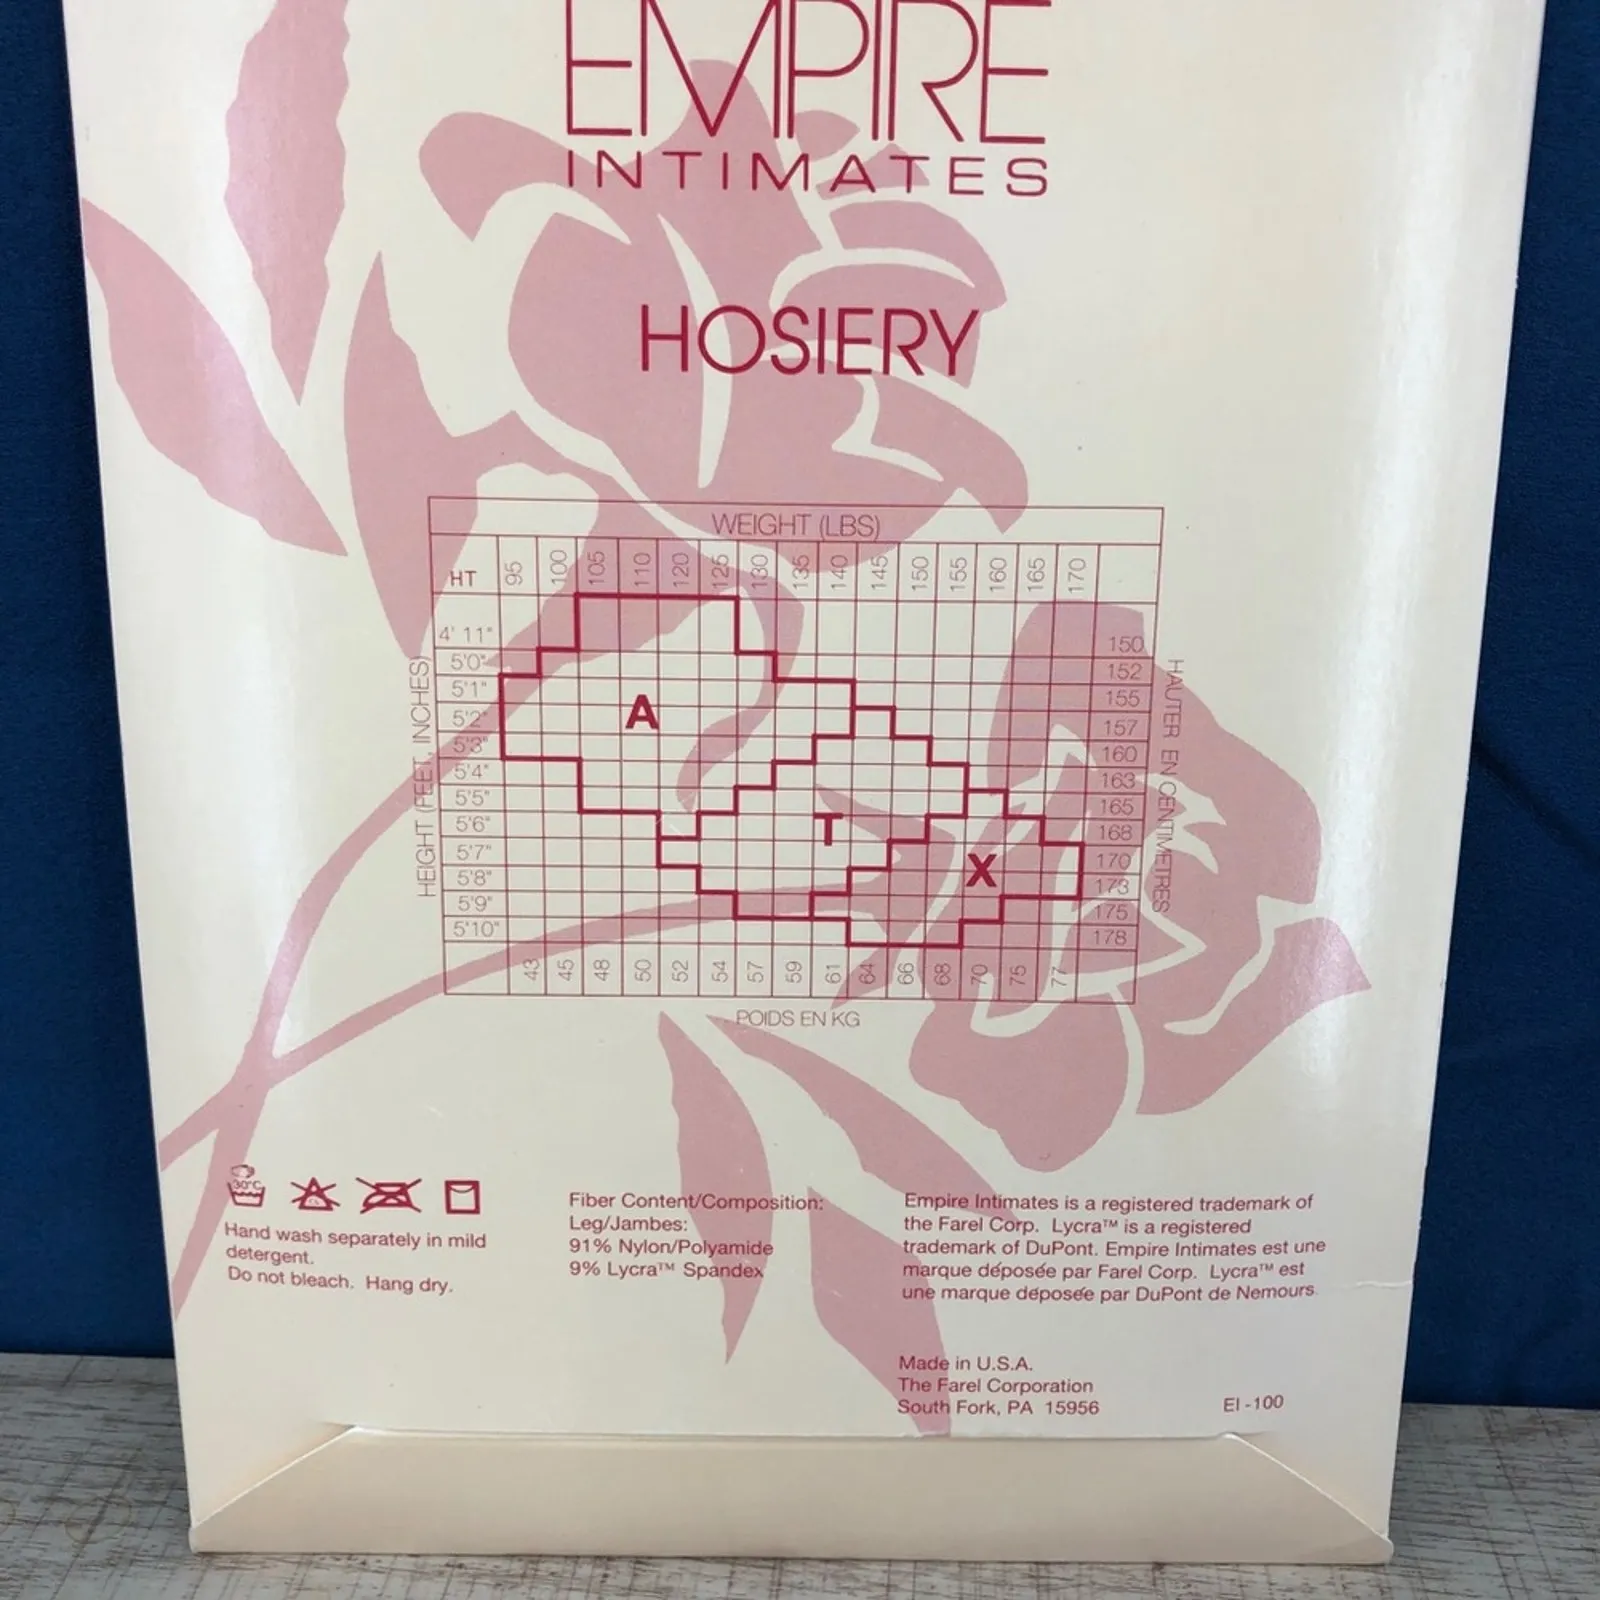 EMPIRE
INTIMATES
HOSIERY
WEIGHT (LBS)
HT 95 100 105 110 120 125 130 135 140 145 150 155 160 165 170
HEIGHT (FEET, INCHES)
4' 11" 150
5'0" 152
5'1" 155
5'2" A 157
5'3" 160
5'4" 163
5'5" 165
5'6" T 168
5'7" X 170
5'8" 173
5'9" 175
5'10" 178
HAUTER EN CENTIMETRES
43 45 48 50 52 54 57 59 61 64 66 68 70 75 77
POIDS EN KG
30°C
CL
Hand wash separately in mild
detergent.
Do not bleach. Hang dry.
Fiber Content/Composition:
Leg/Jambes:
91% Nylon/Polyamide
9% Lycra™ Spandex
Empire Intimates is a registered trademark of
the Farel Corp. Lycra™ is a registered
trademark of DuPont. Empire Intimates est une
marque déposée par Farel Corp. Lycra™ est
une marque déposée par DuPont de Nemours.
Made in U.S.A.
The Farel Corporation
South Fork, PA 15956
EI-100